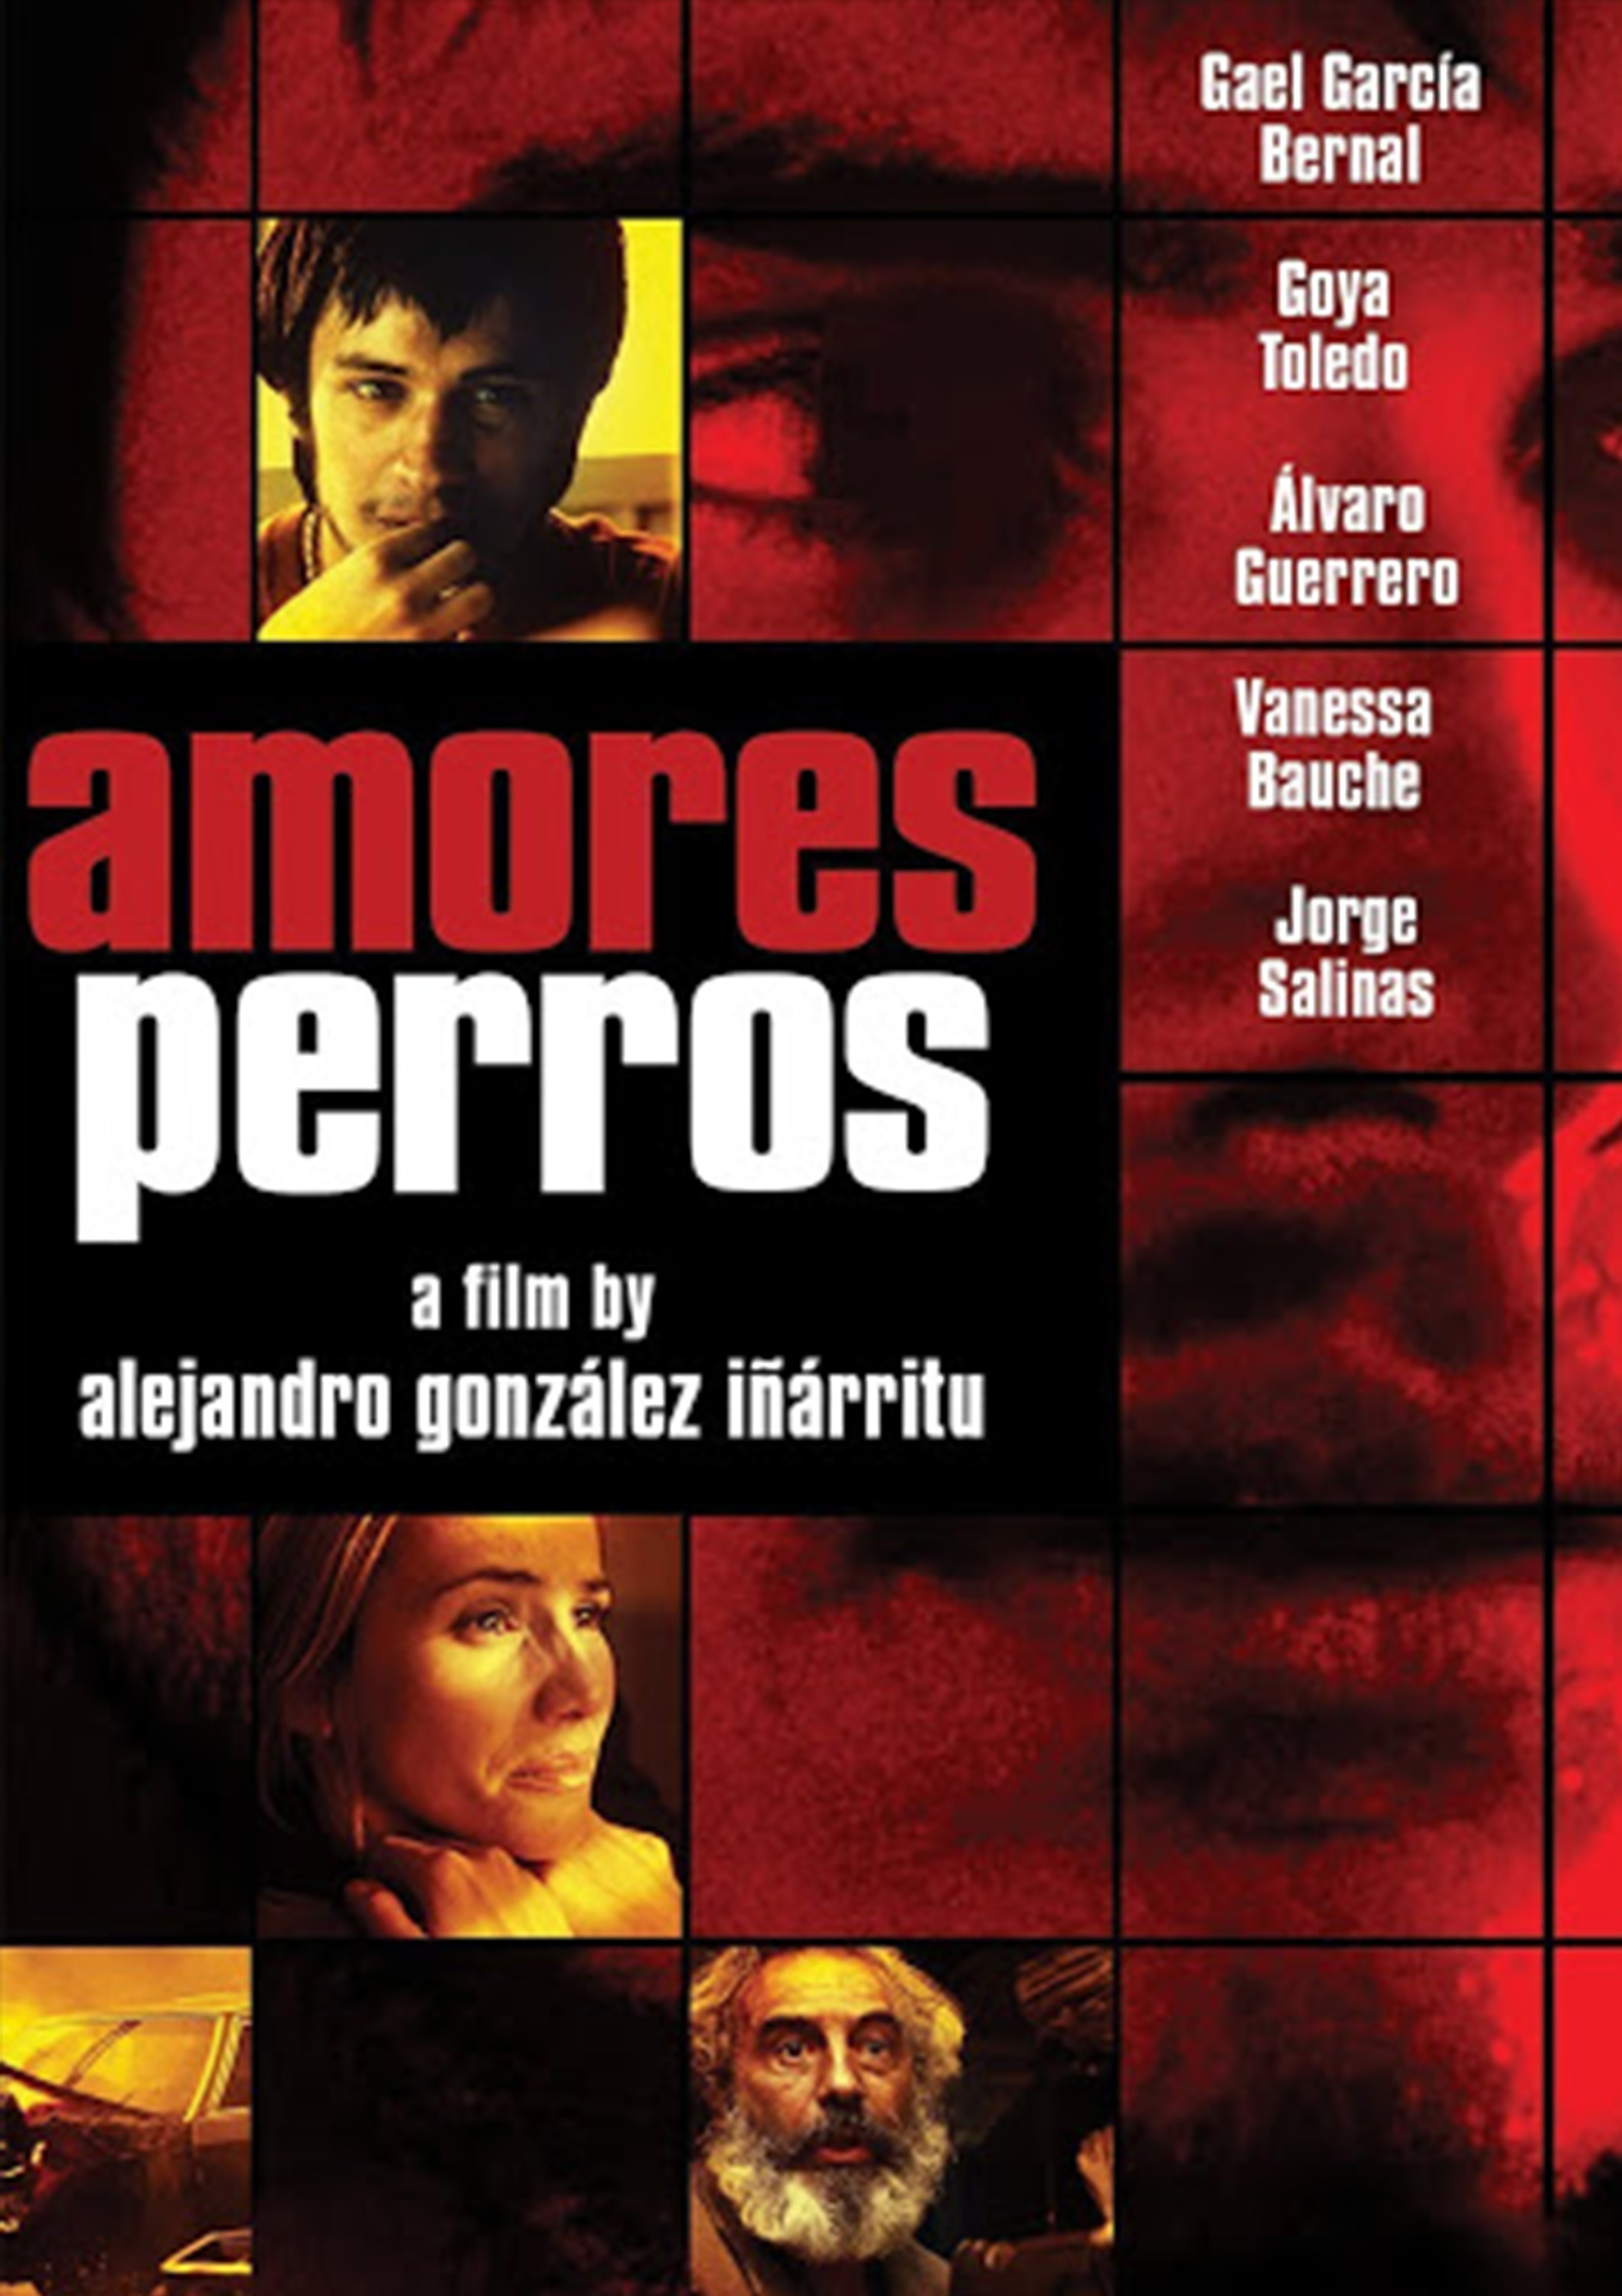 Gael García
Bernal
Goya
Toledo
Álvaro
Guerrero
Vanessa
Bauche
Jorge
Salinas
amores
perros
a film by
alejandro gonzález iñárritu